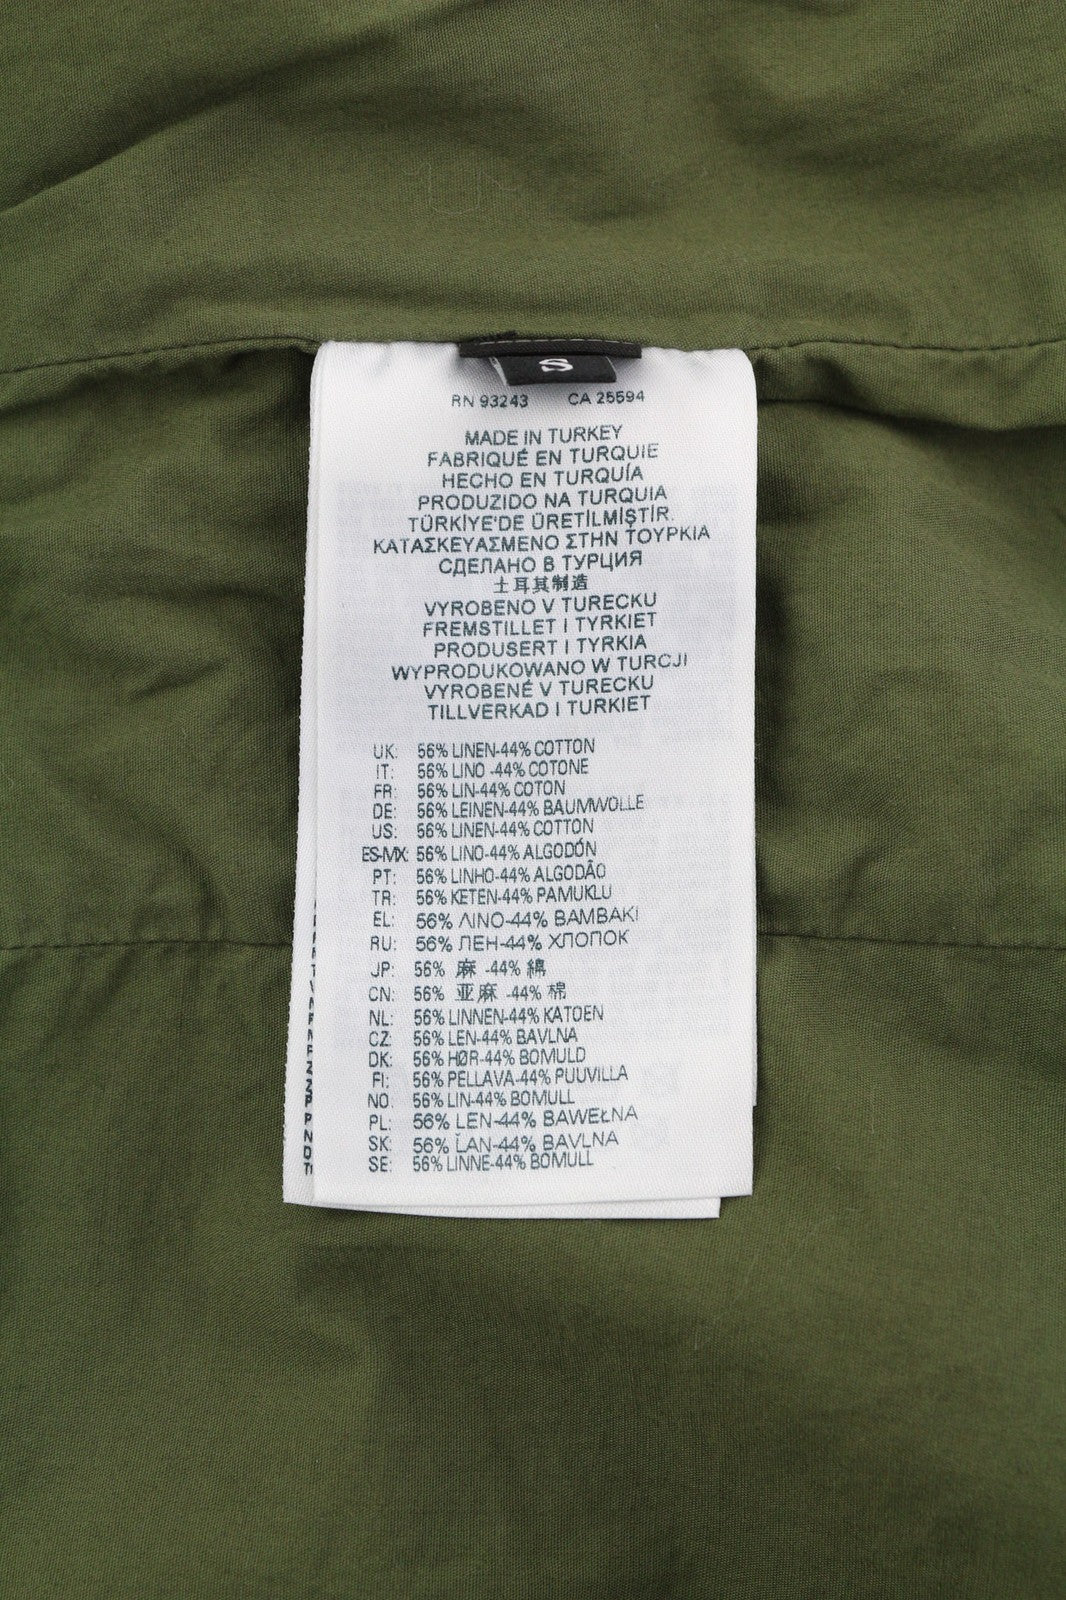 S
RN 93243 CA 25594
MADE IN TURKEY
FABRIQUÉ EN TURQUIE
HECHO EN TURQUÍA
PRODUZIDO NA TURQUIA
TÜRKİYE'DE ÜRETİLMİŞTİR.
ΚΑΤΑΣΚΕΥΑΣΜΕΝΟ ΣΤΗΝ ΤΟΥΡΚΙΑ
СДЕЛАНО В ТУРЦИЯ
土耳其制造
VYROBENO V TURECKU
FREMSTILLET I TYRKIET
PRODUSERT I TYRKIA
WYPRODUKOWANO W TURCJI
VYROBENÉ V TURECKU
TILLVERKAD I TURKIET
UK: 56% LINEN-44% COTTON
IT: 56% LINO -44% COTONE
FR: 56% LIN-44% COTON
DE: 56% LEINEN-44% BAUMWOLLE
US: 56% LINEN-44% COTTON
ES-MX: 56% LINO-44% ALGODÓN
PT: 56% LINHO-44% ALGODÃO
TR: 56% KETEN-44% PAMUKLU
EL: 56% ΛΙΝΟ-44% ΒΑΜΒΑΚΙ
RU: 56% ЛЕН-44% ХЛОПОК
JP: 56% 麻 -44% 綿
CN: 56% 亚麻 -44% 棉
NL: 56% LINNEN-44% KATOEN
CZ: 56% LEN-44% BAVLNA
DK: 56% HØR-44% BOMULD
FI: 56% PELLAVA-44% PUUVILLA
NO: 56% LIN-44% BOMULL
PL: 56% LEN-44% BAWEŁNA
SK: 56% ĽAN-44% BAVLNA
SE: 56% LINNE-44% BOMULL